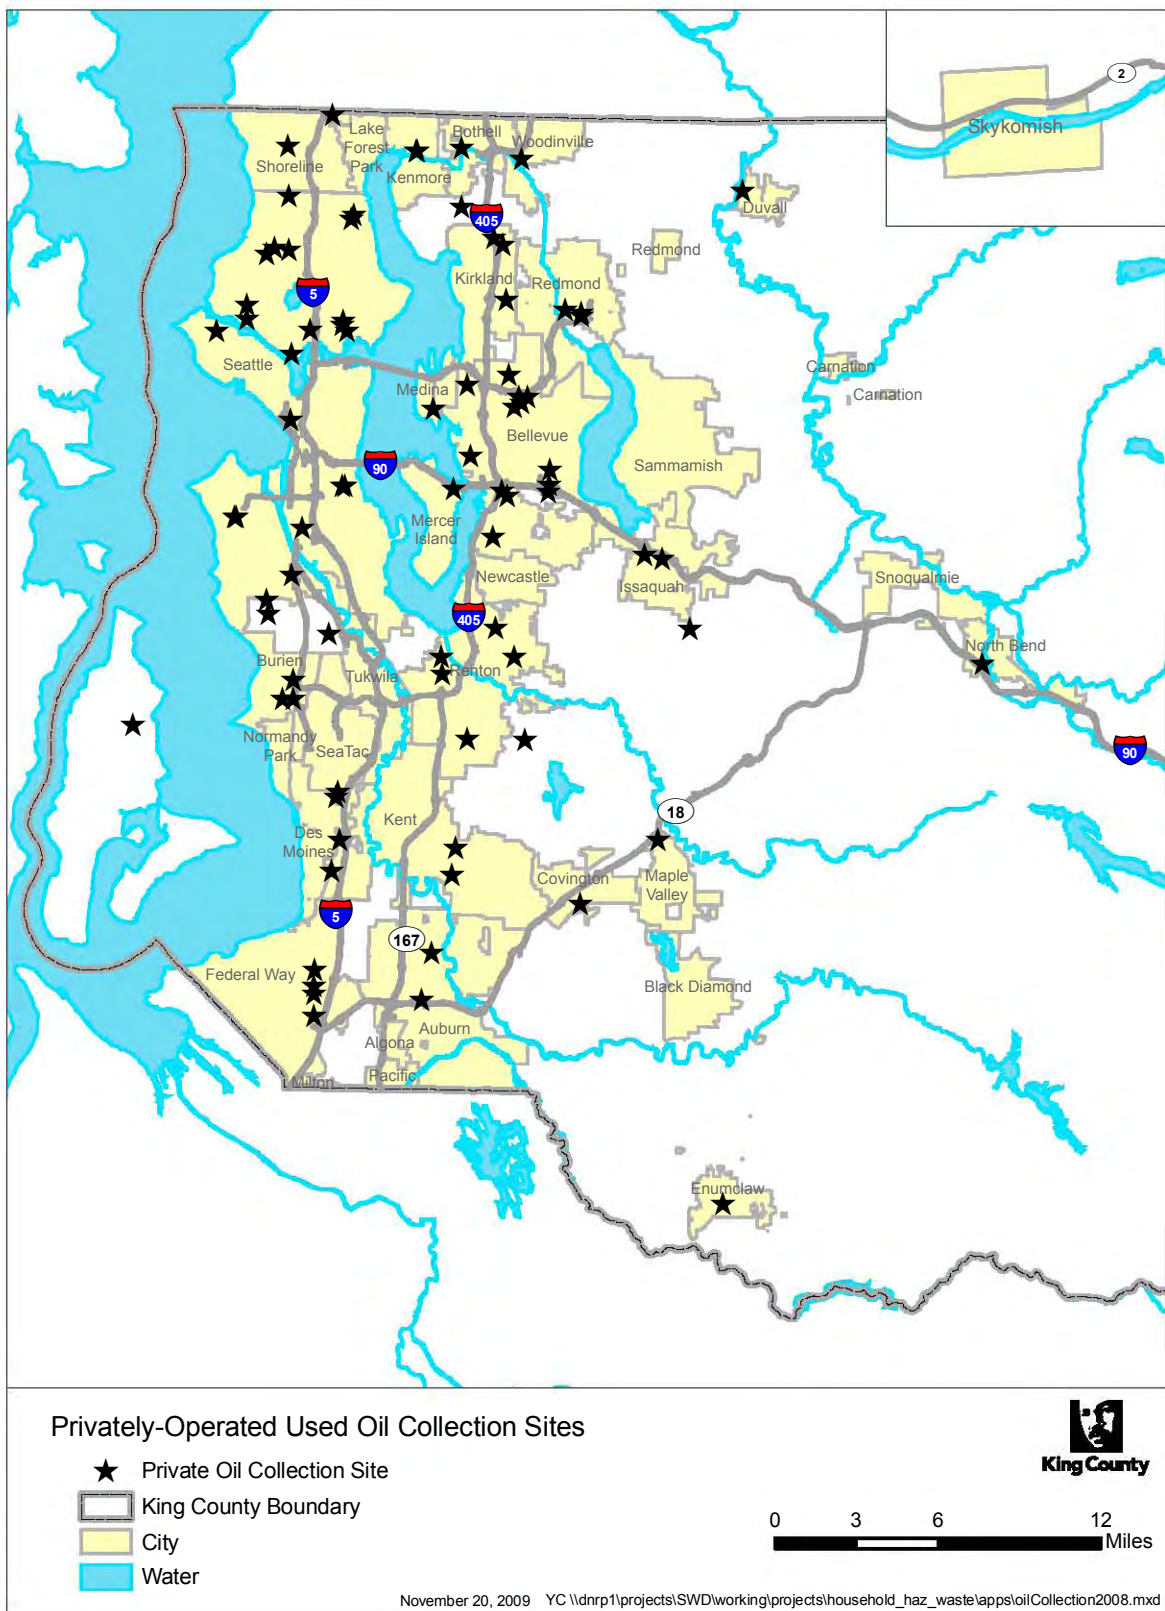 2
Skykomish
Lake
Forest
Park
Bothell
Woodinville
Shoreline
Kenmore
Duvall
405
Redmond
Kirkland
Redmond
5
Seattle
Medina
Carnation
Carnation
Bellevue
90
Sammamish
Mercer
Island
Newcastle
Issaquah
Snoqualmie
405
North Bend
Burien
Tukwila
Renton
Normandy
Park
SeaTac
90
18
Des
Moines
Kent
Covington
Maple
Valley
5
167
Federal Way
Black Diamond
Auburn
Algona
Pacific
Milton
Enumclaw
Privately-Operated Used Oil Collection Sites
Private Oil Collection Site
King County Boundary
City
Water
King County
0 3 6 12
Miles
November 20, 2009 YC \\dnrp1\projects\SWD\working\projects\household_haz_waste\apps\oilCollection2008.mxd